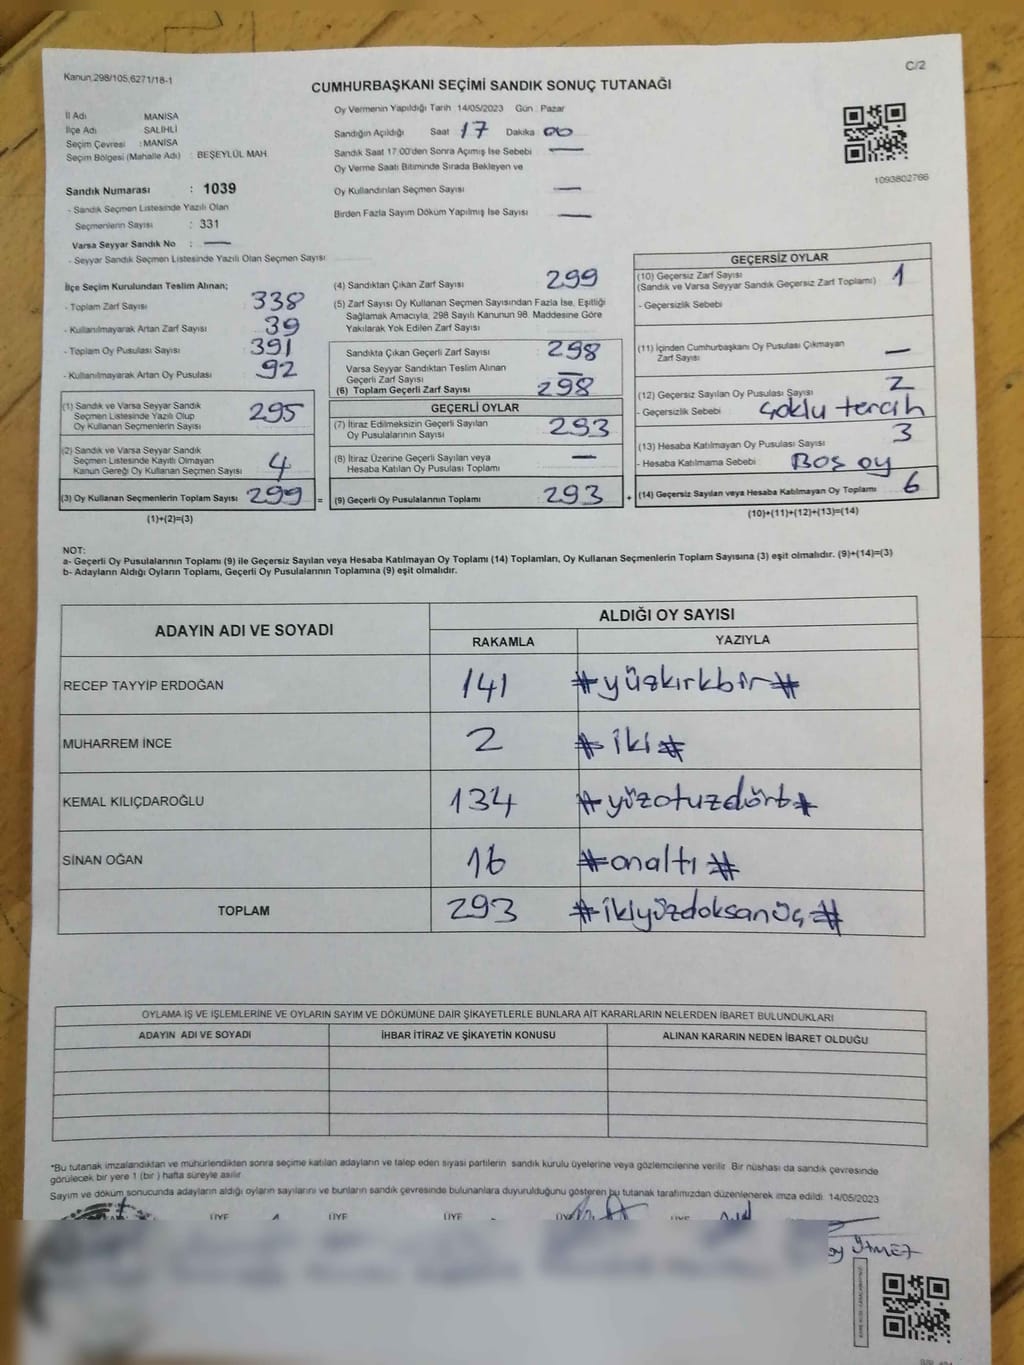 Kanun.298/105,6271/18-1
C/2
CUMHURBAŞKANI SEÇİMİ SANDIK SONUÇ TUTANAĞI
İl Adı MANİSA
İlçe Adı SALİHLİ
Seçim Çevresi : MANİSA
Seçim Bölgesi (Mahalle Adı) : BEŞEYLÜL MAH.
Sandık Numarası : 1039
- Sandık Seçmen Listesinde Yazılı Olan
Seçmenlerin Sayısı : 331
Varsa Seyyar Sandık No : —
- Seyyar Sandık Seçmen Listesinde Yazılı Olan Seçmen Sayısı
Oy Vermenin Yapıldığı Tarih 14/05/2023 Gün Pazar
Sandığın Açıldığı Saat 17 Dakika 00
Sandık Saat 17:00'den Sonra Açımış İse Sebebi —
Oy Verme Saati Bitiminde Sırada Bekleyen ve
Oy Kullandırılan Seçmen Sayısı —
Birden Fazla Sayım Döküm Yapılmış İse Sayısı —
1093802766
İlçe Seçim Kurulundan Teslim Alınan;
- Toplam Zarf Sayısı 338
- Kullanılmayarak Artan Zarf Sayısı 39
- Toplam Oy Pusulası Sayısı 391
- Kullanılmayarak Artan Oy Pusulası 92
(1) Sandık ve Varsa Seyyar Sandık
Seçmen Listesinde Yazılı Olup
Oy Kullanan Seçmenlerin Sayısı 295
(2) Sandık ve Varsa Seyyar Sandık
Seçmen Listesinde Kayıtlı Olmayan
Kanun Gereği Oy Kullanan Seçmen Sayısı 4
(3) Oy Kullanan Seçmenlerin Toplam Sayısı 299 =
(1)+(2)=(3)
(4) Sandıktan Çıkan Zarf Sayısı 299
(5) Zarf Sayısı Oy Kullanan Seçmen Sayısından Fazla İse, Eşitliği
Sağlamak Amacıyla, 298 Sayılı Kanunun 98. Maddesine Göre
Yakılarak Yok Edilen Zarf Sayısı
Sandıkta Çıkan Geçerli Zarf Sayısı 298
Varsa Seyyar Sandıktan Teslim Alınan
Geçerli Zarf Sayısı —
(6) Toplam Geçerli Zarf Sayısı 298
GEÇERLİ OYLAR
(7) İtiraz Edilmeksizin Geçerli Sayılan
Oy Pusulalarının Sayısı 293
(8) İtiraz Üzerine Geçerli Sayılan veya
Hesaba Katılan Oy Pusulası Toplamı —
(9) Geçerli Oy Pusulalarının Toplamı 293 +
GEÇERSİZ OYLAR
(10) Geçersiz Zarf Sayısı
(Sandık ve Varsa Seyyar Sandık Geçersiz Zarf Toplamı) 1
- Geçersizlik Sebebi
(11) İçinden Cumhurbaşkanı Oy Pusulası Çıkmayan
Zarf Sayısı —
(12) Geçersiz Sayılan Oy Pusulası Sayısı 2
- Geçersizlik Sebebi çoklu tercih
(13) Hesaba Katılmayan Oy Pusulası Sayısı 3
- Hesaba Katılmama Sebebi Boş oy
(14) Geçersiz Sayılan veya Hesaba Katılmayan Oy Toplamı 6
(10)+(11)+(12)+(13)=(14)
NOT:
a- Geçerli Oy Pusulalarının Toplamı (9) ile Geçersiz Sayılan veya Hesaba Katılmayan Oy Toplamı (14) Toplamları, Oy Kullanan Seçmenlerin Toplam Sayısına (3) eşit olmalıdır. (9)+(14)=(3)
b- Adayların Aldığı Oyların Toplamı, Geçerli Oy Pusulalarının Toplamına (9) eşit olmalıdır.
ADAYIN ADI VE SOYADI
ALDIĞI OY SAYISI
RAKAMLA YAZIYLA
RECEP TAYYİP ERDOĞAN 141 #yüzkırkbir#
MUHARREM İNCE 2 #iki#
KEMAL KILIÇDAROĞLU 134 #yüzotuzdört#
SİNAN OĞAN 16 #onaltı#
TOPLAM 293 #ikiyüzdoksanüç#
OYLAMA İŞ VE İŞLEMLERİNE VE OYLARIN SAYIM VE DÖKÜMÜNE DAİR ŞİKAYETLERLE BUNLARA AİT KARARLARIN NELERDEN İBARET BULUNDUKLARI
ADAYIN ADI VE SOYADI İHBAR İTİRAZ VE ŞİKAYETİN KONUSU ALINAN KARARIN NEDEN İBARET OLDUĞU
*Bu tutanak imzalandıktan ve mühürlendikten sonra seçime katılan adayların ve talep eden siyasi partilerin sandık kurulu üyelerine veya gözlemcilerine verilir. Bir nüshası da sandık çevresinde
görülecek bir yere 1 (bir) hafta süreyle asılır.
Sayım ve döküm sonucunda adayların aldığı oyların sayılarını ve bunların sandık çevresinde bulunanlara duyurulduğunu gösteren bu tutanak tarafımızdan düzenlenerek imza edildi. 14/05/2023
ÜYE ÜYE ÜYE ÜYE ÜYE